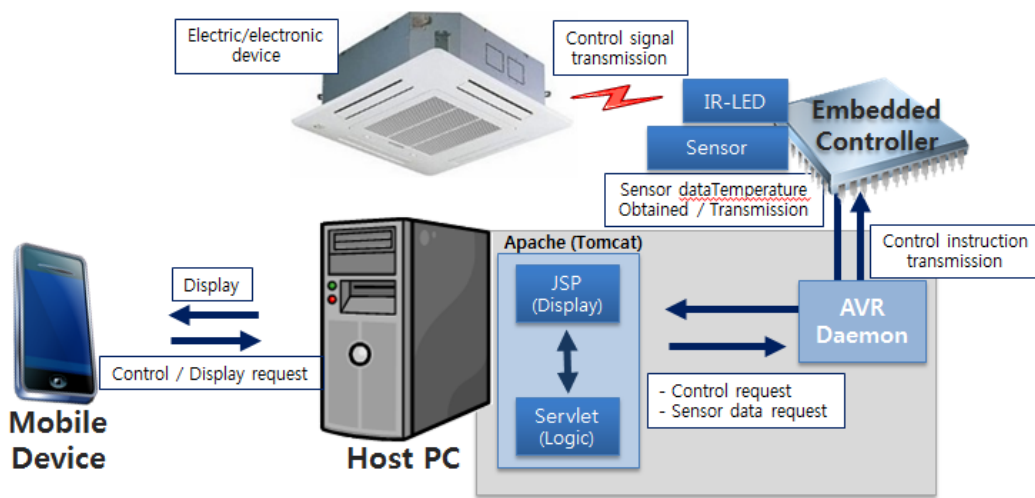 Electric/electronic
device
Control signal
transmission
IR-LED
Sensor
Embedded
Controller
Sensor dataTemperature
Obtained / Transmission
Control instruction
transmission
Apache (Tomcat)
JSP
(Display)
Servlet
(Logic)
AVR
Daemon
Display
Control / Display request
- Control request
- Sensor data request
Mobile
Device
Host PC